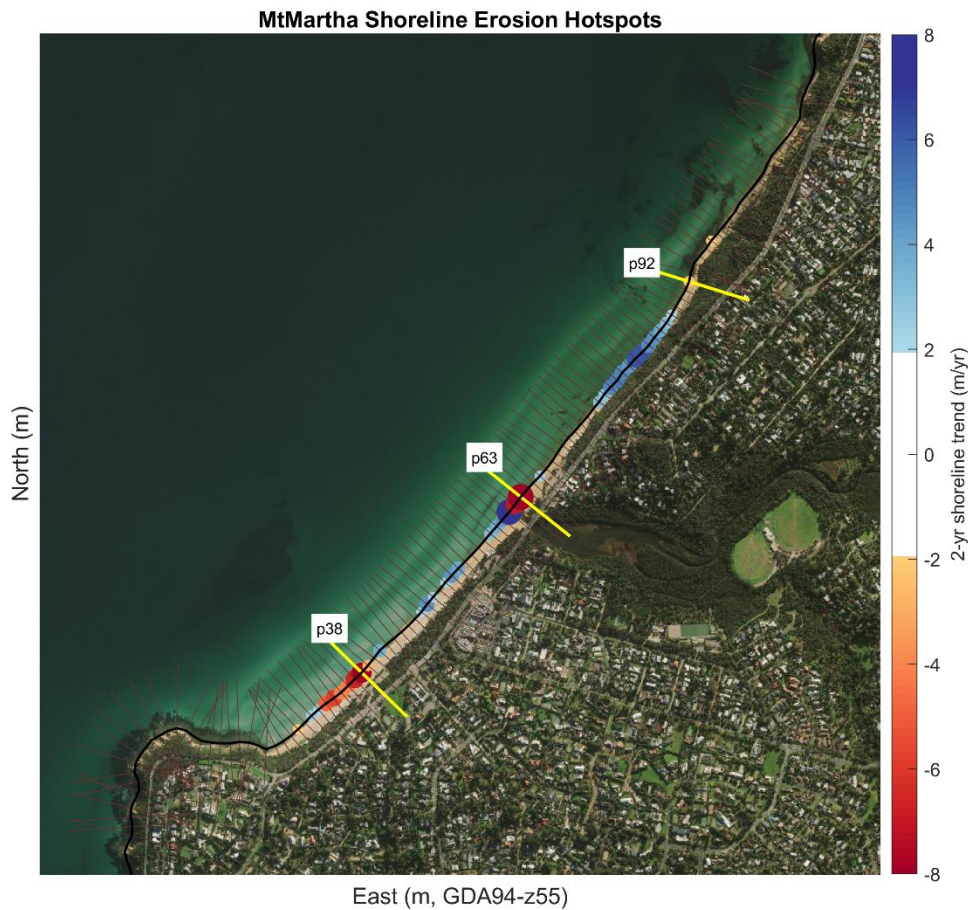 MtMartha Shoreline Erosion Hotspots
North (m)
East (m, GDA94-z55)
p92
p63
p38
8
6
4
2
0
-2
-4
-6
-8
2-yr shoreline trend (m/yr)